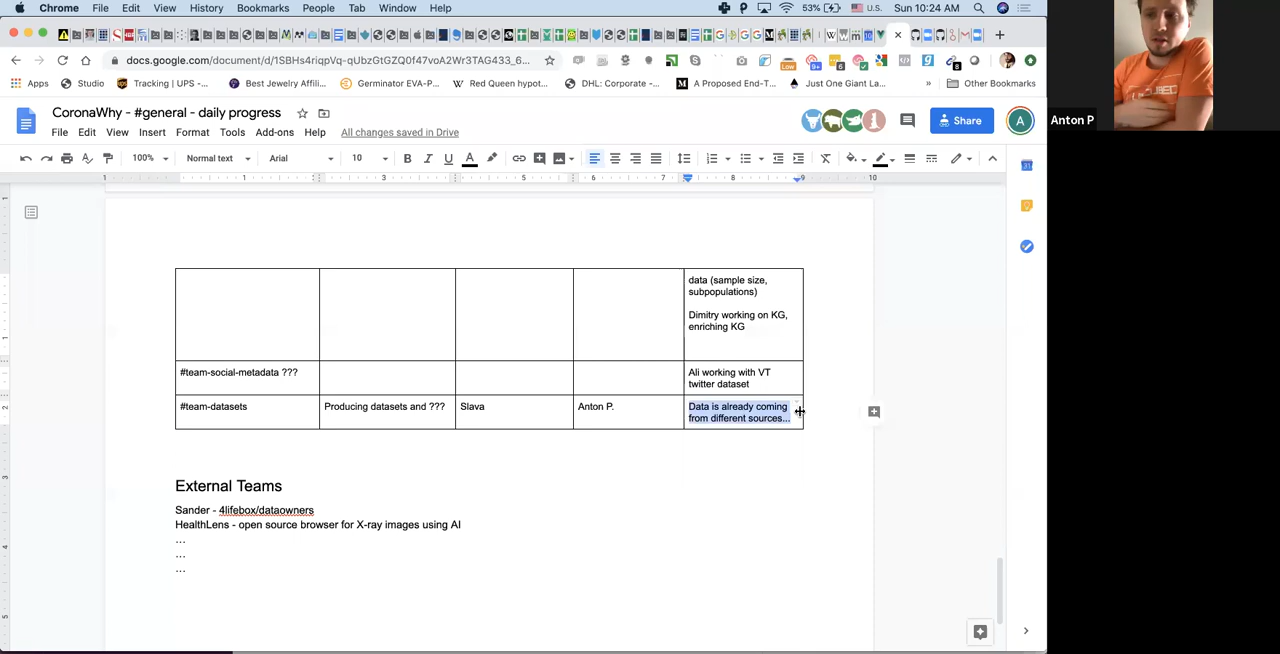 Chrome File Edit View History Bookmarks People Tab Window Help 53% U.S. Sun 10:24 AM
docs.google.com/document/d/1SBHs4riqpVq-qUbzGtGZQ0f47voA2Wr3TAG433_6...
Apps Studio Tracking | UPS -... Best Jewelry Affili... Germinator EVA-P... Red Queen hypot... DHL: Corporate -... A Proposed End-T... Just One Giant La... » Other Bookmarks
CoronaWhy - #general - daily progress
File Edit View Insert Format Tools Add-ons Help All changes saved in Drive
Share
A
Anton P
100% Normal text Arial 10
data (sample size,
subpopulations)
Dimitry working on KG,
enriching KG
#team-social-metadata ???
Ali working with VT
twitter dataset
#team-datasets Producing datasets and ??? Slava Anton P. Data is already coming
from different sources...
External Teams
Sander - 4lifebox/dataowners
HealthLens - open source browser for X-ray images using AI
...
...
...